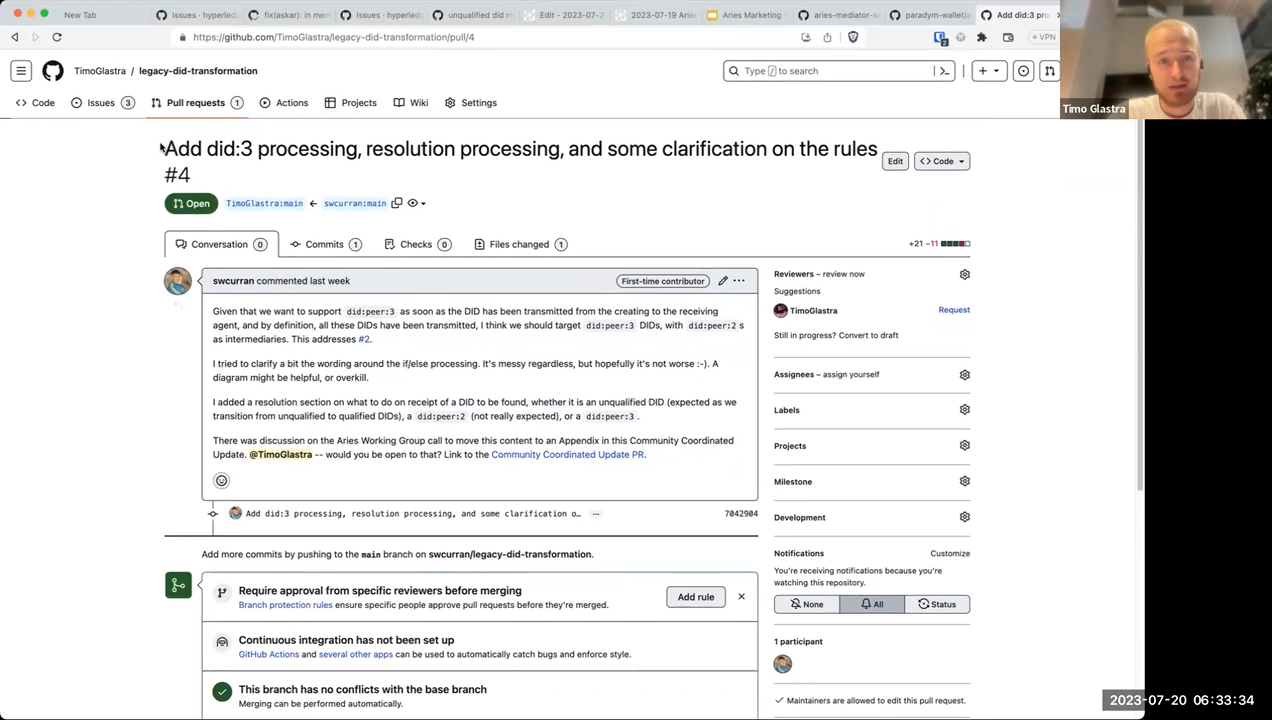 New Tab
Issues · hyperled
fix(askar): in mem
Issues · hyperled
unqualified did m
Edit - 2023-07-2
2023-07-19 Aries
Aries Marketing
aries-mediator-se
paradym-wallet/a
Add did:3 pro
https://github.com/TimoGlastra/legacy-did-transformation/pull/4
2
VPN
TimoGlastra / legacy-did-transformation
Type / to search
Code
Issues 3
Pull requests 1
Actions
Projects
Wiki
Settings
Timo Glastra
Add did:3 processing, resolution processing, and some clarification on the rules
#4
Edit
<> Code
Open
TimoGlastra:main ← swcurran:main
Conversation 0
Commits 1
Checks 0
Files changed 1
+21 −11
swcurran commented last week
First-time contributor
Given that we want to support did:peer:3 as soon as the DID has been transmitted from the creating to the receiving
agent, and by definition, all these DIDs have been transmitted, I think we should target did:peer:3 DIDs, with did:peer:2 s
as intermediaries. This addresses #2.
I tried to clarify a bit the wording around the if/else processing. It's messy regardless, but hopefully it's not worse :-). A
diagram might be helpful, or overkill.
I added a resolution section on what to do on receipt of a DID to be found, whether it is an unqualified DID (expected as we
transition from unqualified to qualified DIDs), a did:peer:2 (not really expected), or a did:peer:3 .
There was discussion on the Aries Working Group call to move this content to an Appendix in this Community Coordinated
Update. @TimoGlastra -- would you be open to that? Link to the Community Coordinated Update PR.
Add did:3 processing, resolution processing, and some clarification o…
7042904
Add more commits by pushing to the main branch on swcurran/legacy-did-transformation.
Require approval from specific reviewers before merging
Branch protection rules ensure specific people approve pull requests before they're merged.
Add rule
Continuous integration has not been set up
GitHub Actions and several other apps can be used to automatically catch bugs and enforce style.
This branch has no conflicts with the base branch
Merging can be performed automatically.
Reviewers – review now
Suggestions
TimoGlastra
Request
Still in progress? Convert to draft
Assignees – assign yourself
Labels
Projects
Milestone
Development
Notifications
Customize
You're receiving notifications because you're
watching this repository.
None
All
Status
1 participant
Maintainers are allowed to edit this pull request.
2023-07-20 06:33:34